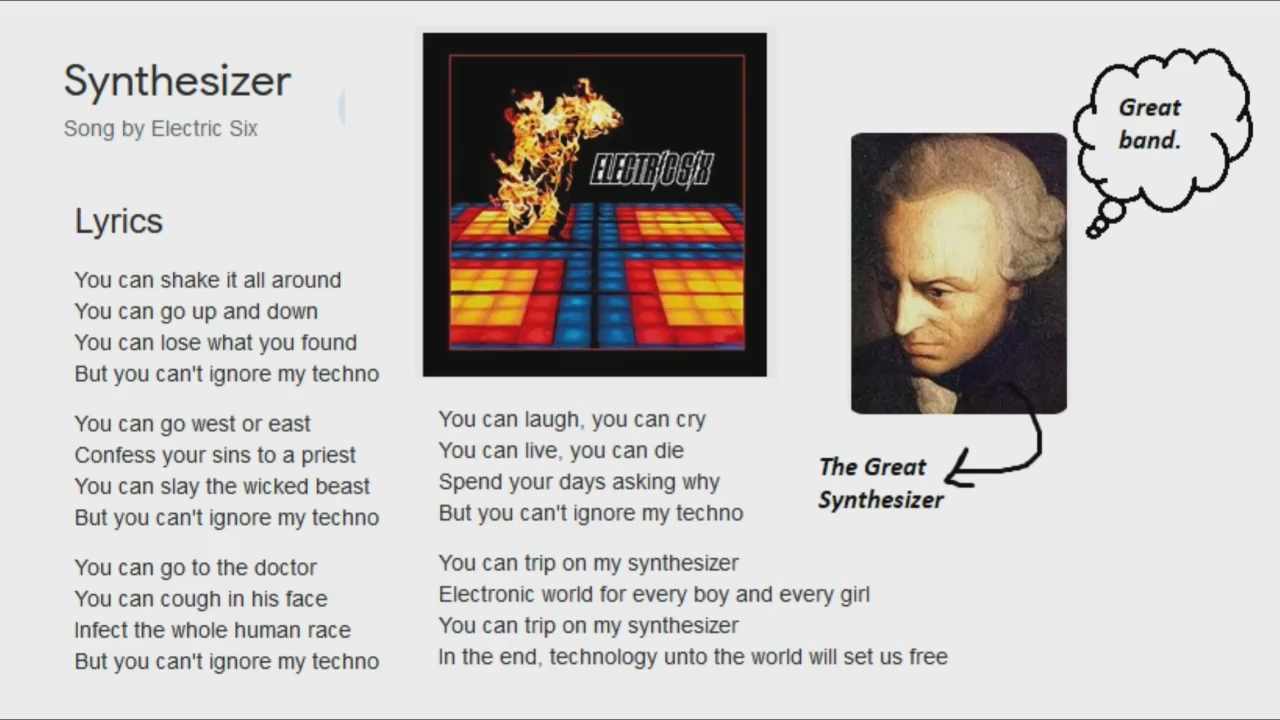 Synthesizer
Song by Electric Six
Lyrics
You can shake it all around
You can go up and down
You can lose what you found
But you can't ignore my techno
You can go west or east
Confess your sins to a priest
You can slay the wicked beast
But you can't ignore my techno
You can go to the doctor
You can cough in his face
Infect the whole human race
But you can't ignore my techno
ELECTRIC SIX
You can laugh, you can cry
You can live, you can die
Spend your days asking why
But you can't ignore my techno
You can trip on my synthesizer
Electronic world for every boy and every girl
You can trip on my synthesizer
In the end, technology unto the world will set us free
Great
band.
The Great
Synthesizer